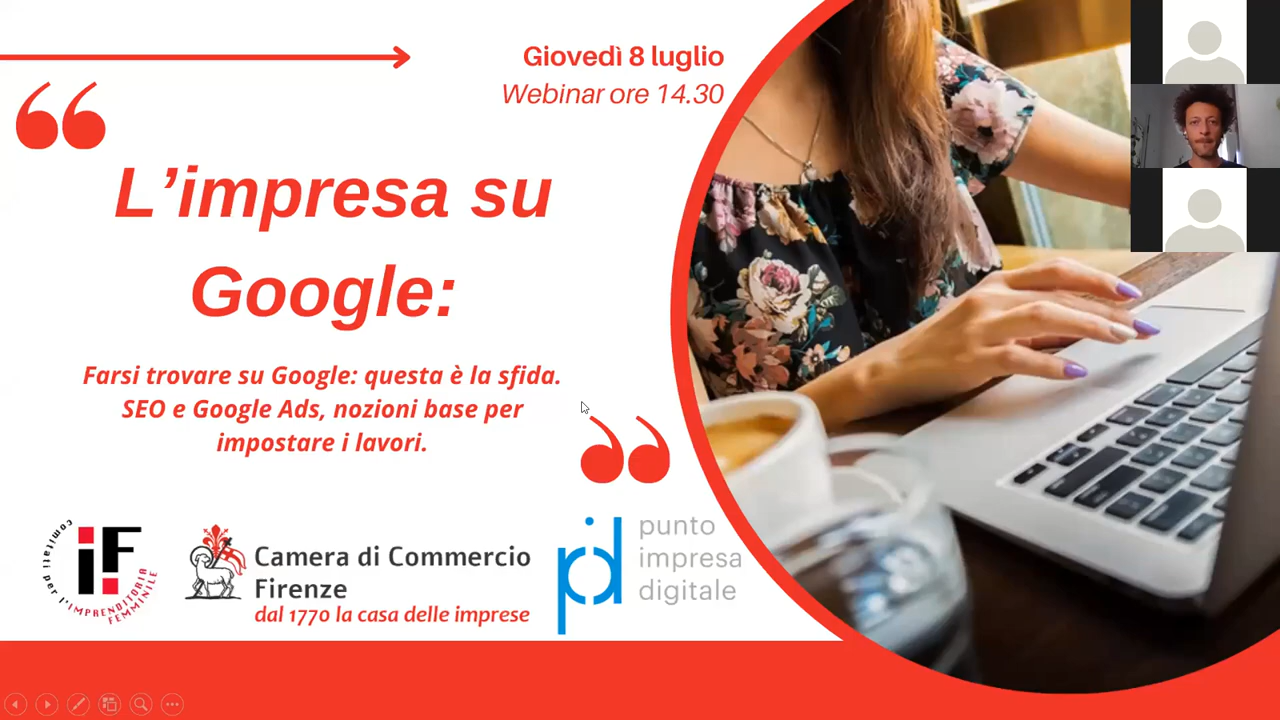 Giovedì 8 luglio
Webinar ore 14.30
“
L’impresa su
Google:
Farsi trovare su Google: questa è la sfida.
SEO e Google Ads, nozioni base per
impostare i lavori.
”
comitati per l'IMPRENDITORIA
FEMMINILE
iF
Camera di Commercio
Firenze
dal 1770 la casa delle imprese
pid
punto
impresa
digitale